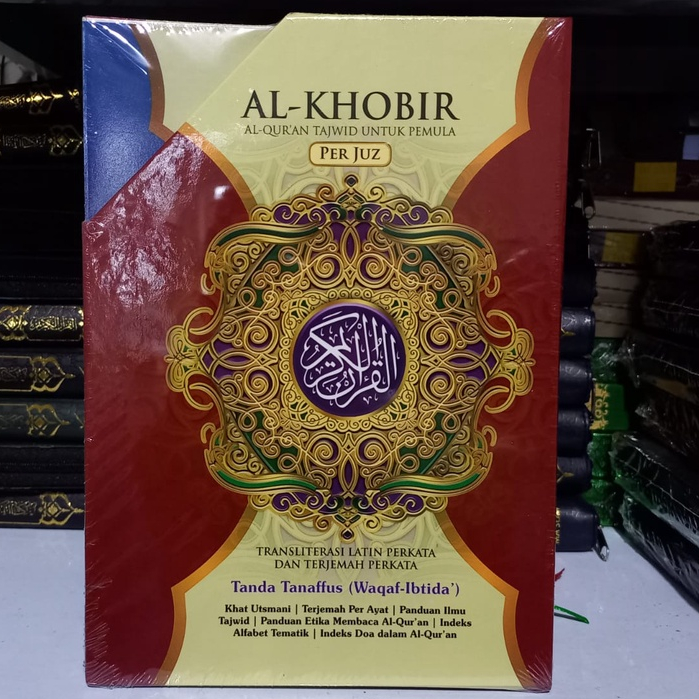 AL-KHOBIR
AL-QUR'AN TAJWID UNTUK PEMULA
PER JUZ
القرآن الكريم
TRANSLITERASI LATIN PERKATA
DAN TERJEMAH PERKATA
Tanda Tanaffus (Waqaf-Ibtida')
Khat Utsmani | Terjemah Per Ayat | Panduan Ilmu
Tajwid | Panduan Etika Membaca Al-Qur'an | Indeks
Alfabet Tematik | Indeks Doa dalam Al-Qur'an